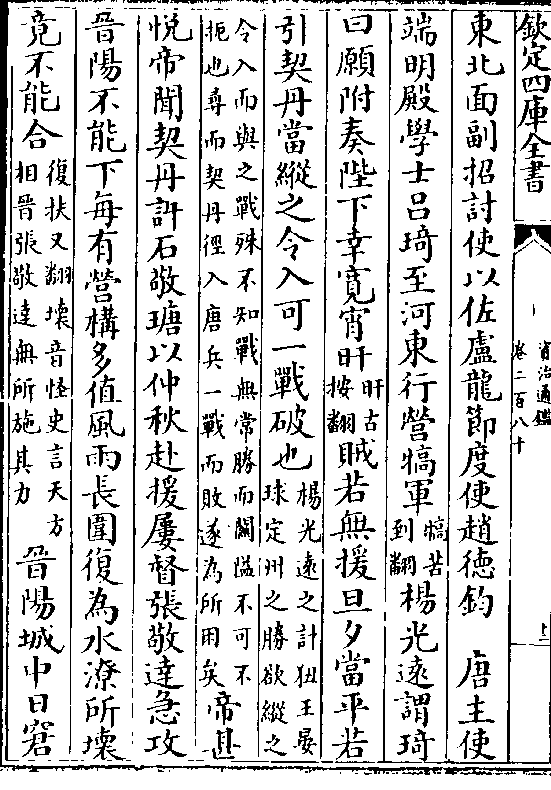 欽定四庫全書
資治通鑑
卷二百八十
東北面副招討使以佐盧龍節度使趙德鈞　唐主使
端明殿學士呂琦至河東行營犒軍犒苦
到翻楊光遠謂琦
曰願附奏陛下幸寬宵旰旰古
按翻賊若無援旦夕當平若
引契丹當縱之令入可一戰破也楊光遠之計狃王晏
球定州之勝欲縱之
令入而與之戰殊不知戰無常勝而關隘不可不
扼也尋而契丹徑入唐兵一戰而敗遂為所困矣帝甚
悅帝聞契丹許石敬瑭以仲秋赴援屢督張敬達急攻
晉陽不能下每有營構多值風雨長圍復為水潦所壞
竟不能合復扶又翻壞音怪史言天方
相晉張敬達無所施其力　晉陽城中日窘